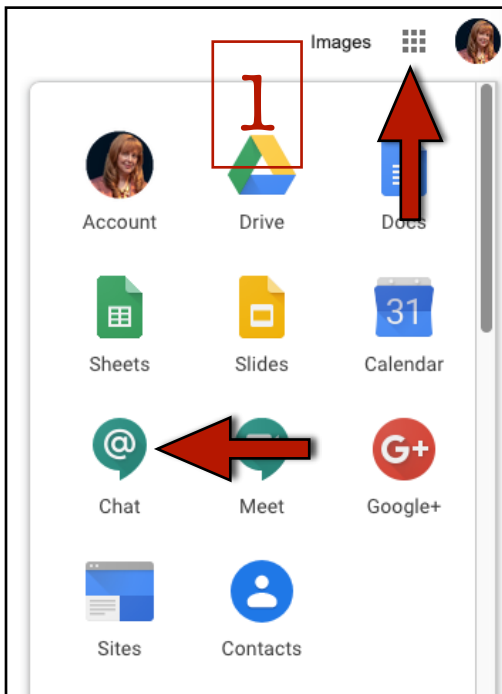 Images
1
Account Drive Docs
Sheets Slides 31 Calendar
@ G+
Chat Meet Google+
Sites Contacts